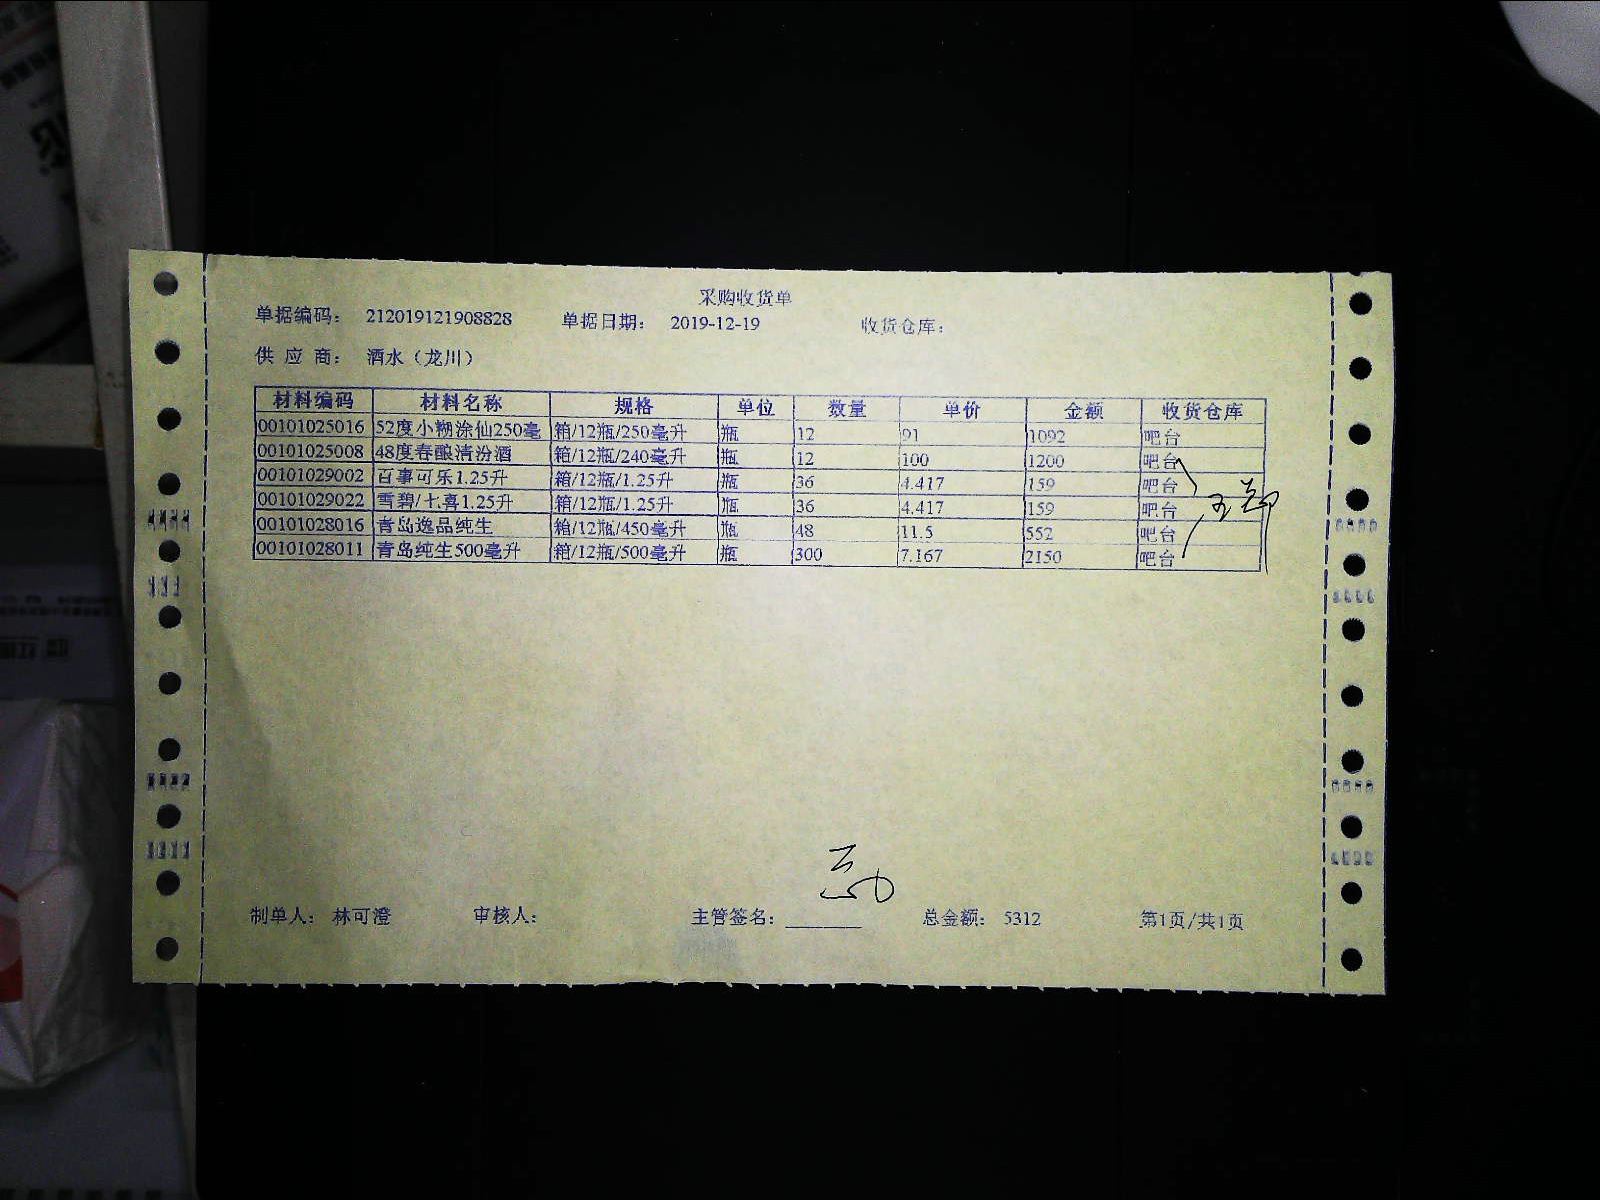 采购收货单
单据编码： 212019121908828 单据日期： 2019-12-19 收货仓库：
供 应 商： 酒水（龙川）
材料编码 材料名称 规格 单位 数量 单价 金额 收货仓库
00101025016 52度小糊涂仙250毫 箱/12瓶/250毫升 瓶 12 91 1092 吧台
00101025008 48度春酿清汾酒 箱/12瓶/240毫升 瓶 12 100 1200 吧台
00101029002 百事可乐1.25升 箱/12瓶/1.25升 瓶 36 4.417 159 吧台
00101029022 雪碧/七喜1.25升 箱/12瓶/1.25升 瓶 36 4.417 159 吧台
00101028016 青岛逸品纯生 箱/12瓶/450毫升 瓶 48 11.5 552 吧台
00101028011 青岛纯生500毫升 箱/12瓶/500毫升 瓶 300 7.167 2150 吧台
制单人： 林可澄 审核人： 主管签名： 总金额： 5312 第1页/共1页